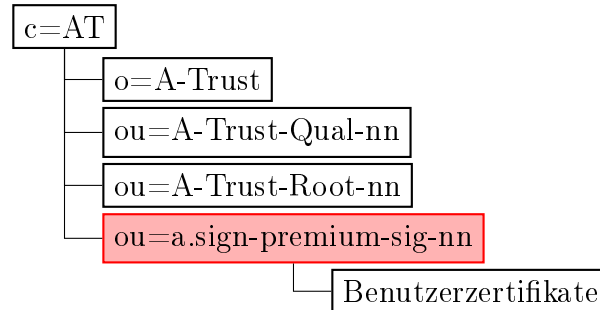 c=AT
o=A-Trust
ou=A-Trust-Qual-nn
ou=A-Trust-Root-nn
ou=a.sign-premium-sig-nn
Benutzerzertifikate